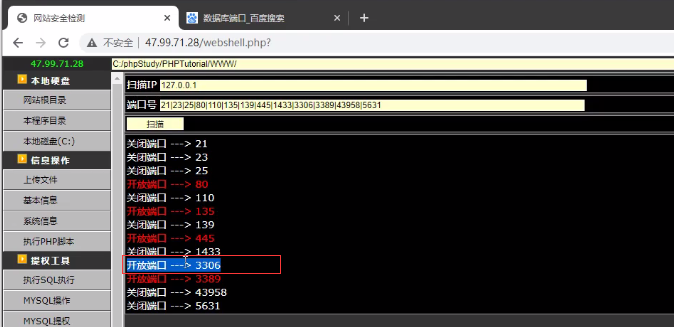 网站安全检测
数据库端口_百度搜索
不安全 | 47.99.71.28/webshell.php?
47.99.71.28
C:/phpStudy/PHPTutorial/WWW//
本地硬盘
网站根目录
本程序目录
本地磁盘(C:)
信息操作
上传文件
基本信息
系统信息
执行PHP脚本
提权工具
执行SQL执行
MYSQL操作
MYSQL提权
扫描IP 127.0.0.1
端口号 21|23|25|80|110|135|139|445|1433|3306|3389|43958|5631
扫描
关闭端口 ---> 21
关闭端口 ---> 23
关闭端口 ---> 25
开放端口 ---> 80
关闭端口 ---> 110
开放端口 ---> 135
关闭端口 ---> 139
开放端口 ---> 445
关闭端口 ---> 1433
开放端口 ---> 3306
开放端口 ---> 3389
关闭端口 ---> 43958
关闭端口 ---> 5631